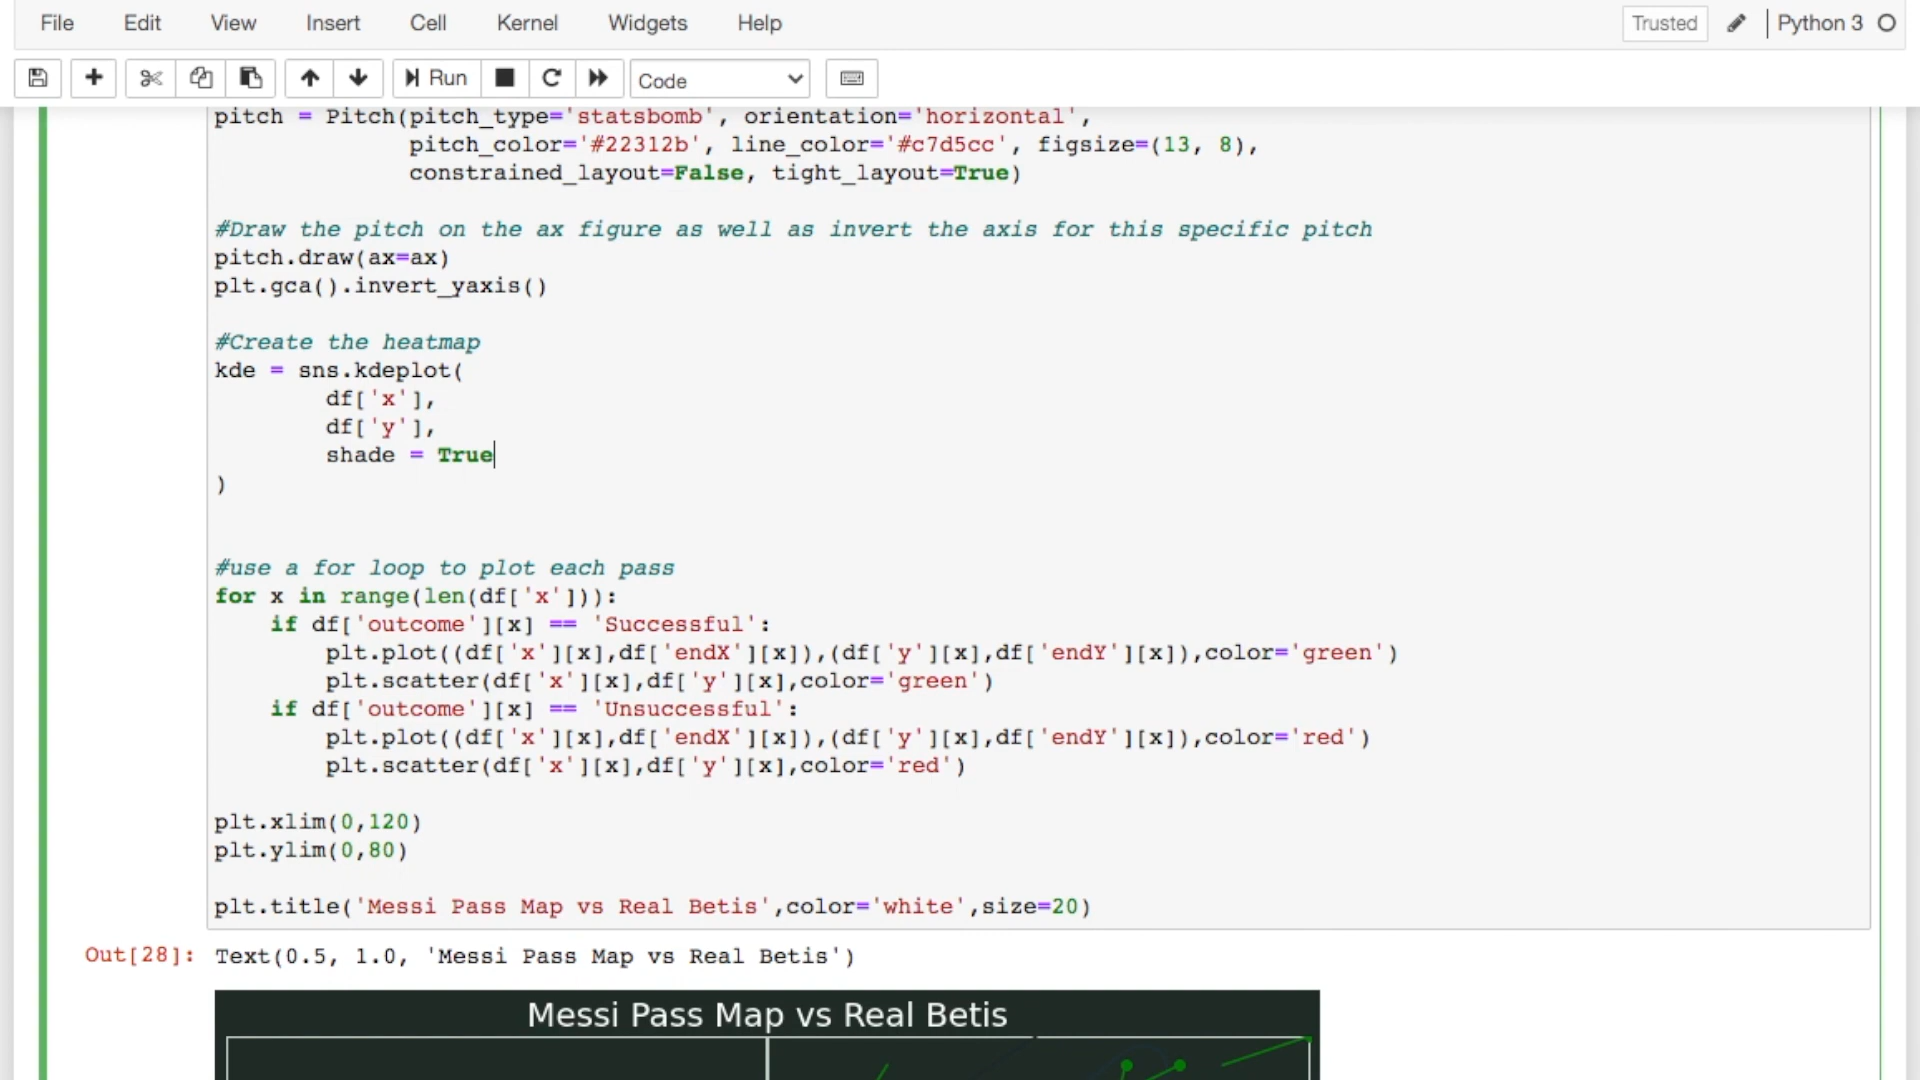 File Edit View Insert Cell Kernel Widgets Help Trusted Python 3
Run Code
pitch = Pitch(pitch_type='statsbomb', orientation='horizontal',
pitch_color='#22312b', line_color='#c7d5cc', figsize=(13, 8),
constrained_layout=False, tight_layout=True)
#Draw the pitch on the ax figure as well as invert the axis for this specific pitch
pitch.draw(ax=ax)
plt.gca().invert_yaxis()
#Create the heatmap
kde = sns.kdeplot(
df['x'],
df['y'],
shade = True
)
#use a for loop to plot each pass
for x in range(len(df['x'])):
if df['outcome'][x] == 'Successful':
plt.plot((df['x'][x],df['endX'][x]),(df['y'][x],df['endY'][x]),color='green')
plt.scatter(df['x'][x],df['y'][x],color='green')
if df['outcome'][x] == 'Unsuccessful':
plt.plot((df['x'][x],df['endX'][x]),(df['y'][x],df['endY'][x]),color='red')
plt.scatter(df['x'][x],df['y'][x],color='red')
plt.xlim(0,120)
plt.ylim(0,80)
plt.title('Messi Pass Map vs Real Betis',color='white',size=20)
Out[28]: Text(0.5, 1.0, 'Messi Pass Map vs Real Betis')
Messi Pass Map vs Real Betis